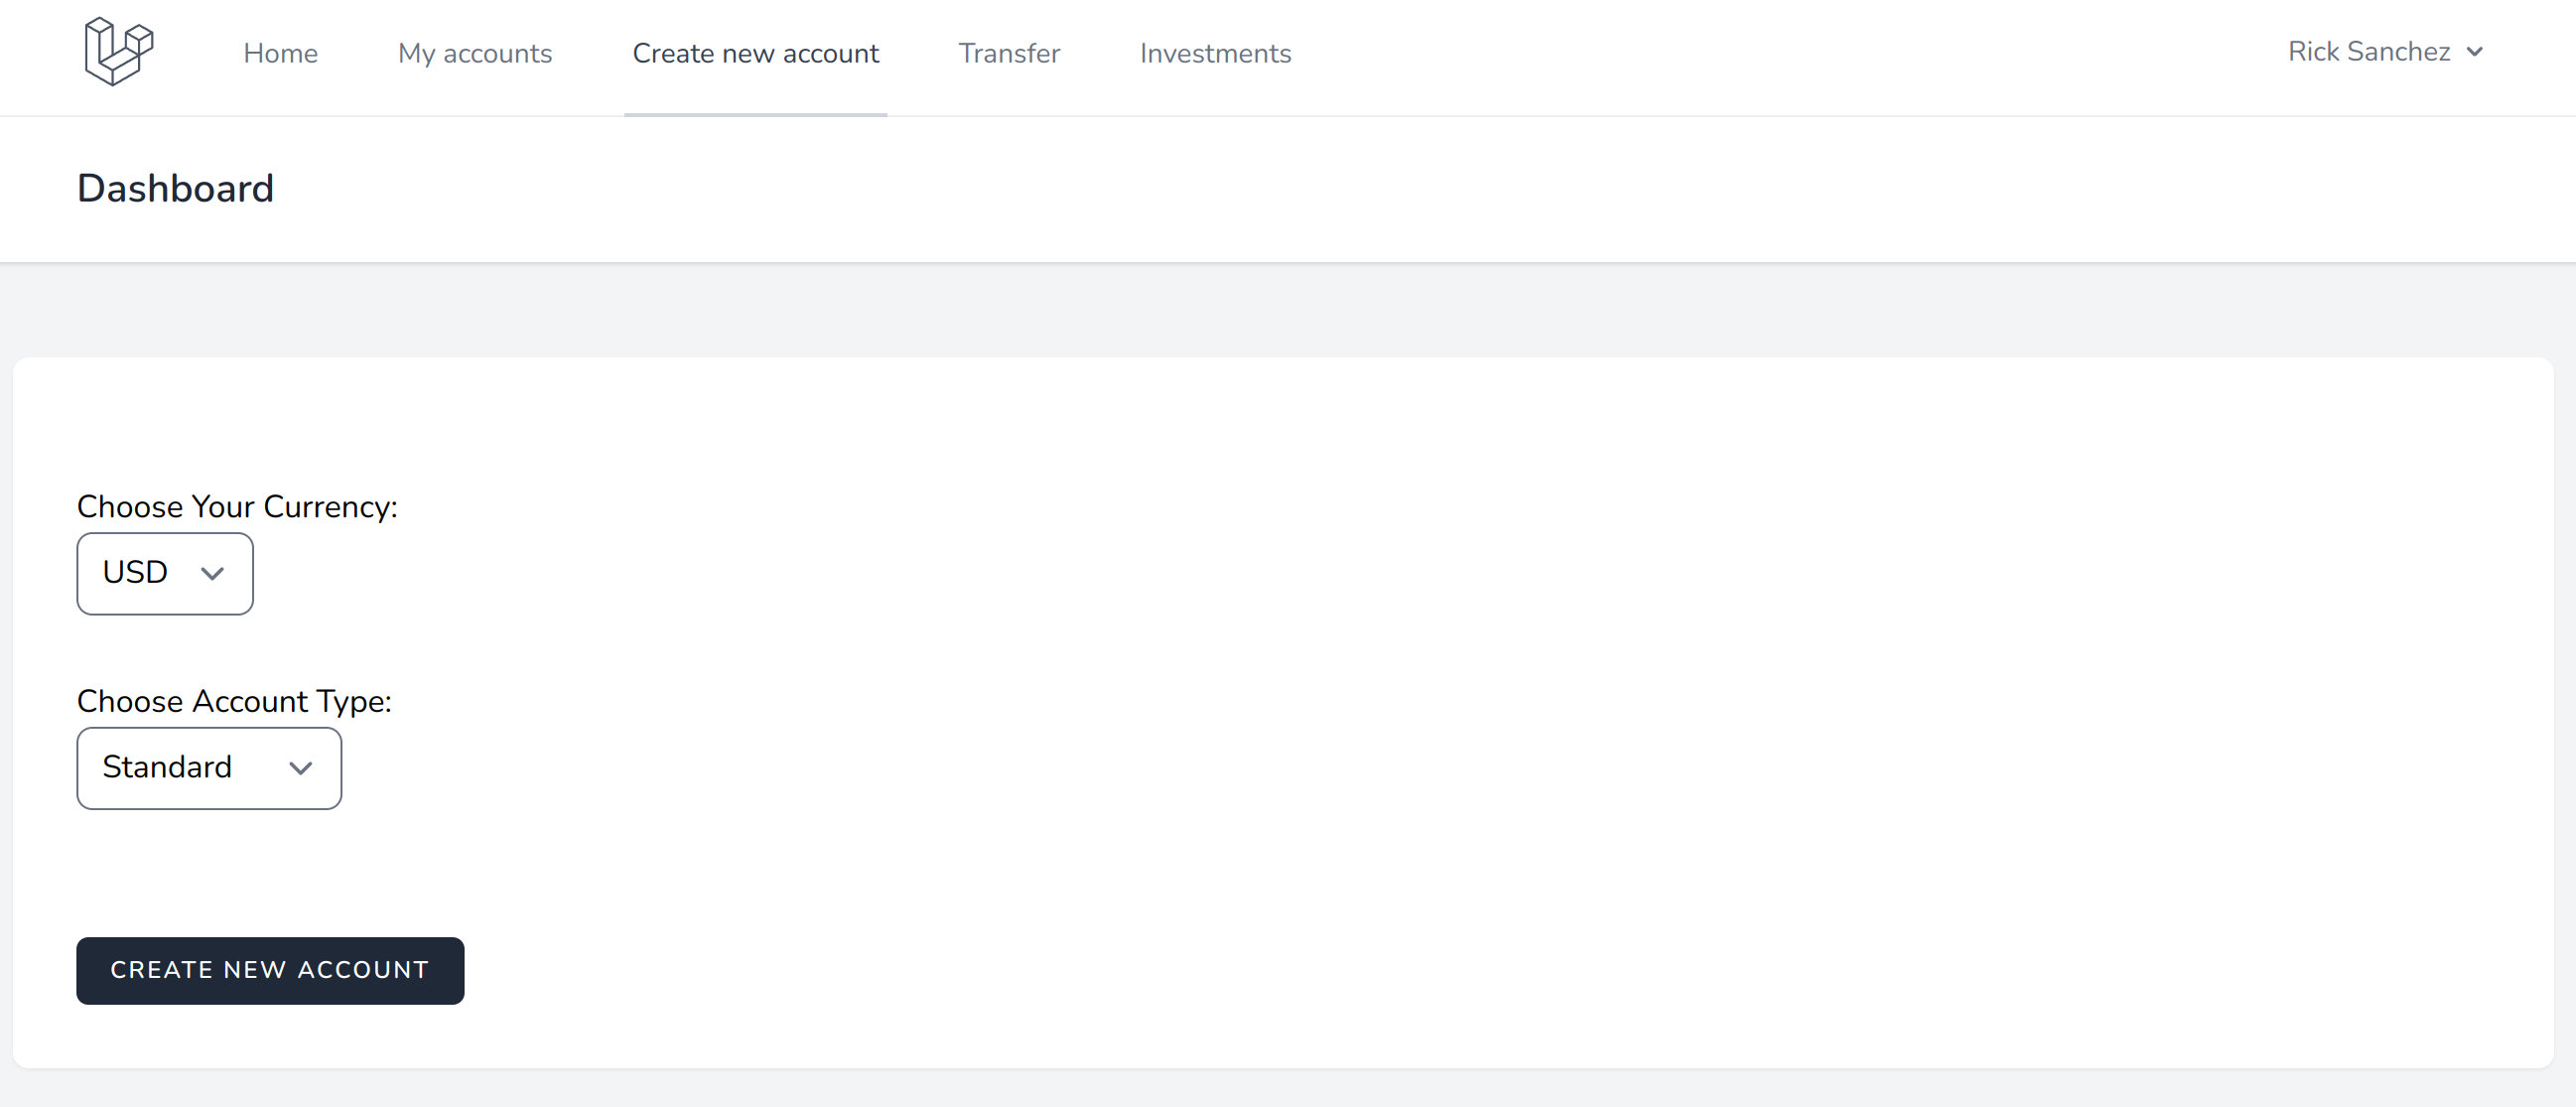 Home My accounts Create new account Transfer Investments Rick Sanchez
Dashboard
Choose Your Currency:
USD
Choose Account Type:
Standard
CREATE NEW ACCOUNT